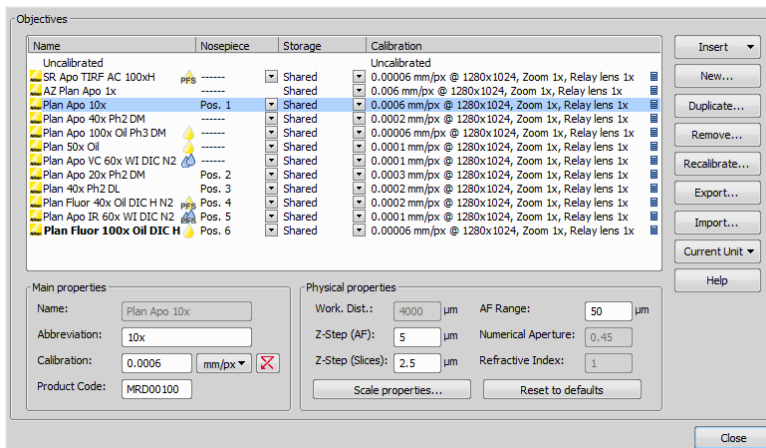 Objectives
Name Nosepiece Storage Calibration
Uncalibrated Uncalibrated
SR Apo TIRF AC 100xH PFS ------ Shared 0.00006 mm/px @ 1280x1024, Zoom 1x, Relay lens 1x
AZ Plan Apo 1x ------ Shared 0.006 mm/px @ 1280x1024, Zoom 1x, Relay lens 1x
Plan Apo 10x Pos. 1 Shared 0.0006 mm/px @ 1280x1024, Zoom 1x, Relay lens 1x
Plan Apo 40x Ph2 DM ------ Shared 0.0002 mm/px @ 1280x1024, Zoom 1x, Relay lens 1x
Plan Apo 100x Oil Ph3 DM ------ Shared 0.00006 mm/px @ 1280x1024, Zoom 1x, Relay lens 1x
Plan 50x Oil ------ Shared 0.0001 mm/px @ 1280x1024, Zoom 1x, Relay lens 1x
Plan Apo VC 60x WI DIC N2 ------ Shared 0.0001 mm/px @ 1280x1024, Zoom 1x, Relay lens 1x
Plan Apo 20x Ph2 DM Pos. 2 Shared 0.0003 mm/px @ 1280x1024, Zoom 1x, Relay lens 1x
Plan 40x Ph2 DL Pos. 3 Shared 0.0002 mm/px @ 1280x1024, Zoom 1x, Relay lens 1x
Plan Fluor 40x Oil DIC H N2 PFS Pos. 4 Shared 0.0002 mm/px @ 1280x1024, Zoom 1x, Relay lens 1x
Plan Apo IR 60x WI DIC N2 PFS Pos. 5 Shared 0.0001 mm/px @ 1280x1024, Zoom 1x, Relay lens 1x
Plan Fluor 100x Oil DIC H Pos. 6 Shared 0.00006 mm/px @ 1280x1024, Zoom 1x, Relay lens 1x
Insert
New...
Duplicate...
Remove...
Recalibrate...
Export...
Import...
Current Unit
Help
Main properties
Name: Plan Apo 10x
Abbreviation: 10x
Calibration: 0.0006 mm/px
Product Code: MRD00100
Physical properties
Work. Dist.: 4000 µm AF Range: 50 µm
Z-Step (AF): 5 µm Numerical Aperture: 0.45
Z-Step (Slices): 2.5 µm Refractive Index: 1
Scale properties... Reset to defaults
Close